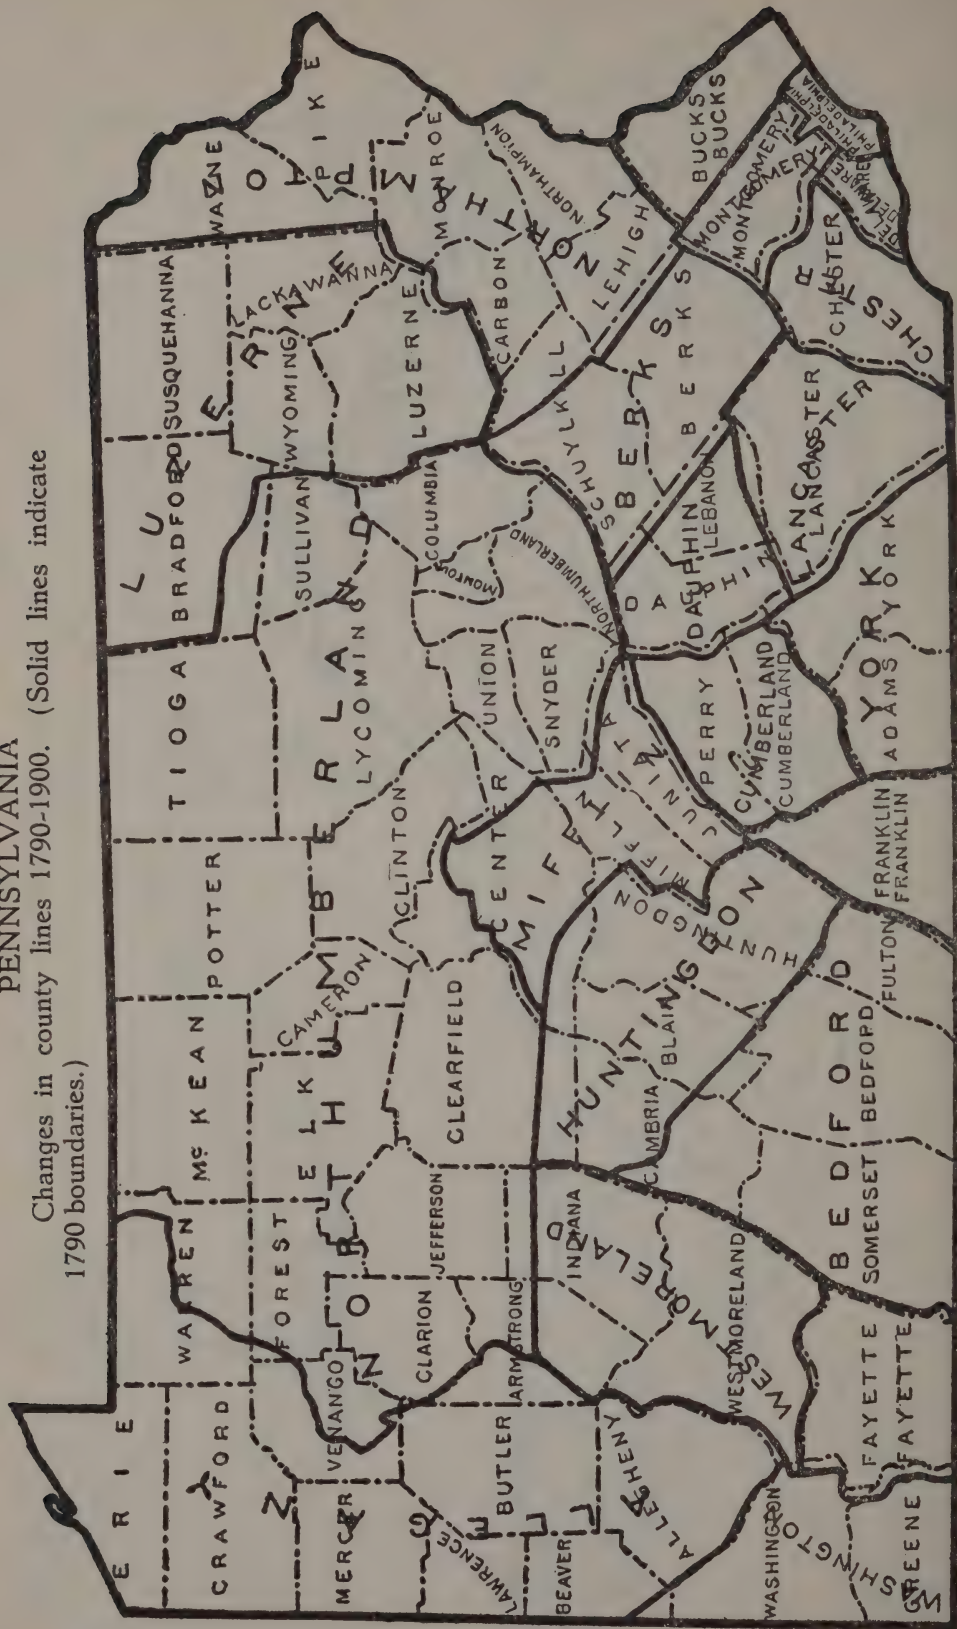 PENNSYLVANIA
Changes in county lines 1790-1900. (Solid lines indicate
1790 boundaries.)
ERIE
CRAWFORD
MERCER
LAWRENCE
BEAVER
BUTLER
VENANGO
WARREN
FOREST
CLARION
ARMSTRONG
JEFFERSON
McKEAN
ELK
CAMERON
POTTER
CLEARFIELD
CLINTON
CENTER
TIOGA
LYCOMING
UNION
SNYDER
BRADFORD
SULLIVAN
COLUMBIA
MONTOUR
NORTHUMBERLAND
SUSQUEHANNA
WYOMING
LACKAWANNA
LUZERNE
WAYNE
PIKE
MONROE
CARBON
NORTHAMPTON
LEHIGH
SCHUYLKILL
BERKS
LEBANON
DAUPHIN
BUCKS
MONTGOMERY
PHILADELPHIA
DELAWARE
CHESTER
LANCASTER
YORK
ADAMS
CUMBERLAND
PERRY
JUNIATA
MIFFLIN
HUNTINGDON
FRANKLIN
FULTON
BEDFORD
BLAIN
CAMBRIA
SOMERSET
INDIANA
WESTMORELAND
ALLEGHENY
WASHINGTON
GREENE
FAYETTE
LUZERNE
NORTHUMBERLAND
NORTHAMPTON
BUCKS
MONTGOMERY
PHILADELPHIA
DELAWARE
CHESTER
BERKS
DAUPHIN
LANCASTER
YORK
CUMBERLAND
MIFFLIN
HUNTINGDON
FRANKLIN
BEDFORD
WESTMORELAND
ALLEGHENY
WASHINGTON
FAYETTE